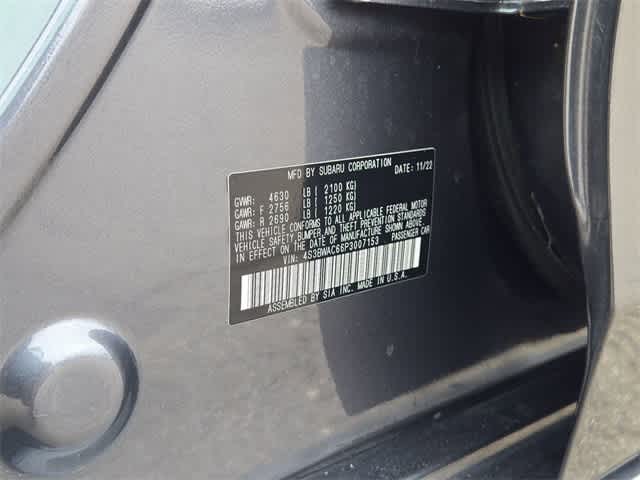 MFD BY SUBARU CORPORATION DATE: 11/22
GVWR: 4630 LB ( 2100 KG)
GAWR: F 2756 LB ( 1250 KG)
GAWR: R 2690 LB ( 1220 KG)
THIS VEHICLE CONFORMS TO ALL APPLICABLE FEDERAL MOTOR
VEHICLE SAFETY, BUMPER, AND THEFT PREVENTION STANDARDS
IN EFFECT ON THE DATE OF MANUFACTURE SHOWN ABOVE.
VIN: 4S3BWAC66P3007153 PASSENGER CAR
ASSEMBLED BY SIA INC. MADE IN U.S.A.